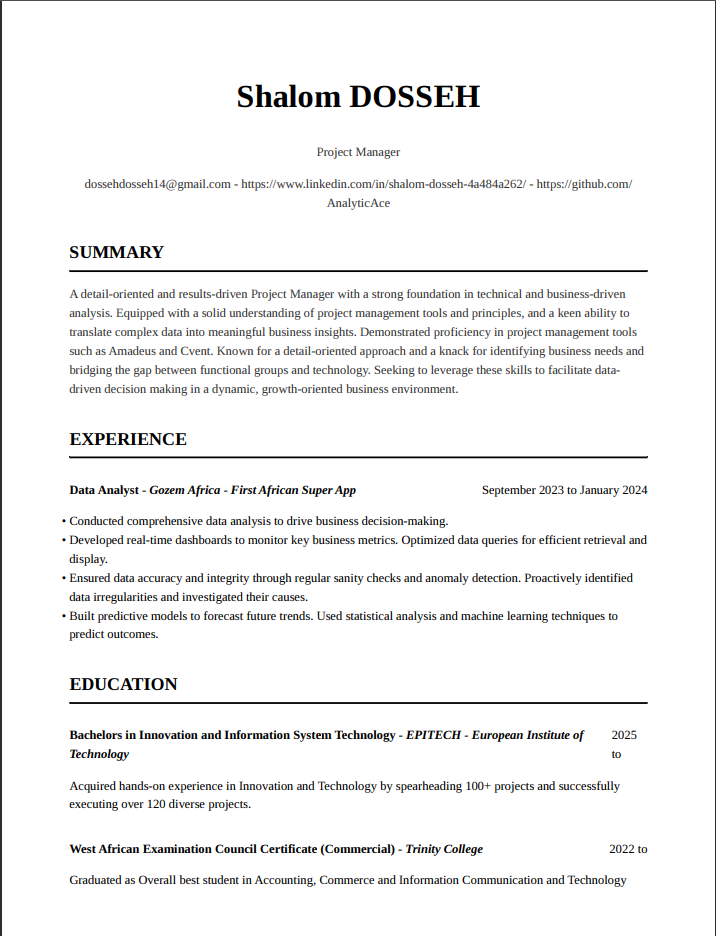 Shalom DOSSEH
Project Manager
dossehdosseh14@gmail.com - https://www.linkedin.com/in/shalom-dosseh-4a484a262/ - https://github.com/
AnalyticAce
SUMMARY
A detail-oriented and results-driven Project Manager with a strong foundation in technical and business-driven
analysis. Equipped with a solid understanding of project management tools and principles, and a keen ability to
translate complex data into meaningful business insights. Demonstrated proficiency in project management tools
such as Amadeus and Cvent. Known for a detail-oriented approach and a knack for identifying business needs and
bridging the gap between functional groups and technology. Seeking to leverage these skills to facilitate data-
driven decision making in a dynamic, growth-oriented business environment.
EXPERIENCE
Data Analyst - Gozem Africa - First African Super App September 2023 to January 2024
• Conducted comprehensive data analysis to drive business decision-making.
• Developed real-time dashboards to monitor key business metrics. Optimized data queries for efficient retrieval and
display.
• Ensured data accuracy and integrity through regular sanity checks and anomaly detection. Proactively identified
data irregularities and investigated their causes.
• Built predictive models to forecast future trends. Used statistical analysis and machine learning techniques to
predict outcomes.
EDUCATION
Bachelors in Innovation and Information System Technology - EPITECH - European Institute of 2025
Technology to
Acquired hands-on experience in Innovation and Technology by spearheading 100+ projects and successfully
executing over 120 diverse projects.
West African Examination Council Certificate (Commercial) - Trinity College 2022 to
Graduated as Overall best student in Accounting, Commerce and Information Communication and Technology